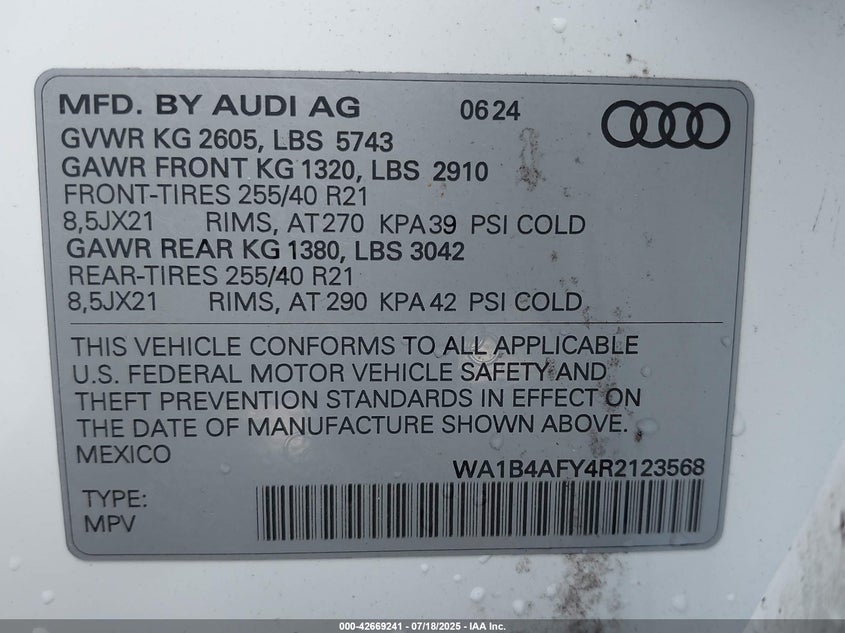 MFD. BY AUDI AG 0624
GVWR KG 2605, LBS 5743
GAWR FRONT KG 1320, LBS 2910
FRONT-TIRES 255/40 R21
8,5JX21 RIMS, AT 270 KPA 39 PSI COLD
GAWR REAR KG 1380, LBS 3042
REAR-TIRES 255/40 R21
8,5JX21 RIMS, AT 290 KPA 42 PSI COLD
THIS VEHICLE CONFORMS TO ALL APPLICABLE
U.S. FEDERAL MOTOR VEHICLE SAFETY AND
THEFT PREVENTION STANDARDS IN EFFECT ON
THE DATE OF MANUFACTURE SHOWN ABOVE.
MEXICO
WA1B4AFY4R2123568
TYPE:
MPV
000-42669241 - 07/18/2025 - IAA Inc.